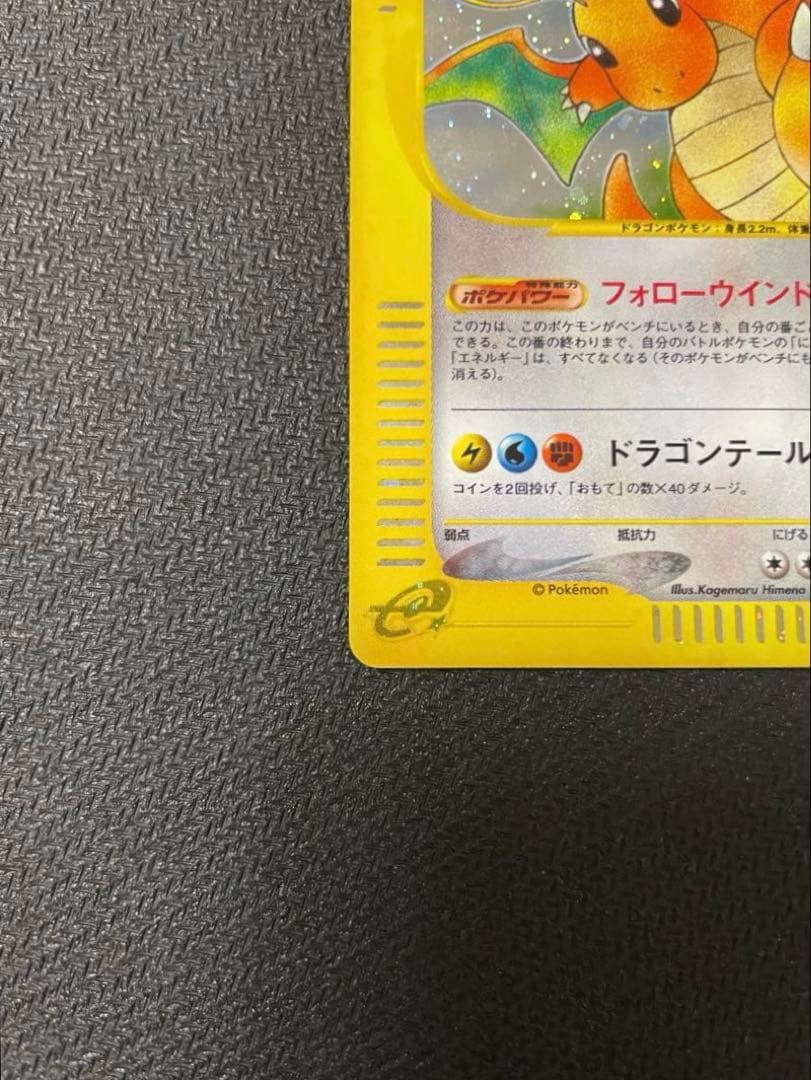 ドラゴンポケモン：身長2.2m、体重
特殊能力
ポケパワー フォローウインド
この力は、このポケモンがベンチにいるとき、自分の番ご
できる。この番の終わりまで、自分のバトルポケモンの「に
「エネルギー」は、すべてなくなる（そのポケモンがベンチにも
消える）。
ドラゴンテール
コインを2回投げ、「おもて」の数×40ダメージ。
弱点 抵抗力 にげる
© Pokémon Illus.Kagemaru Himeno
e